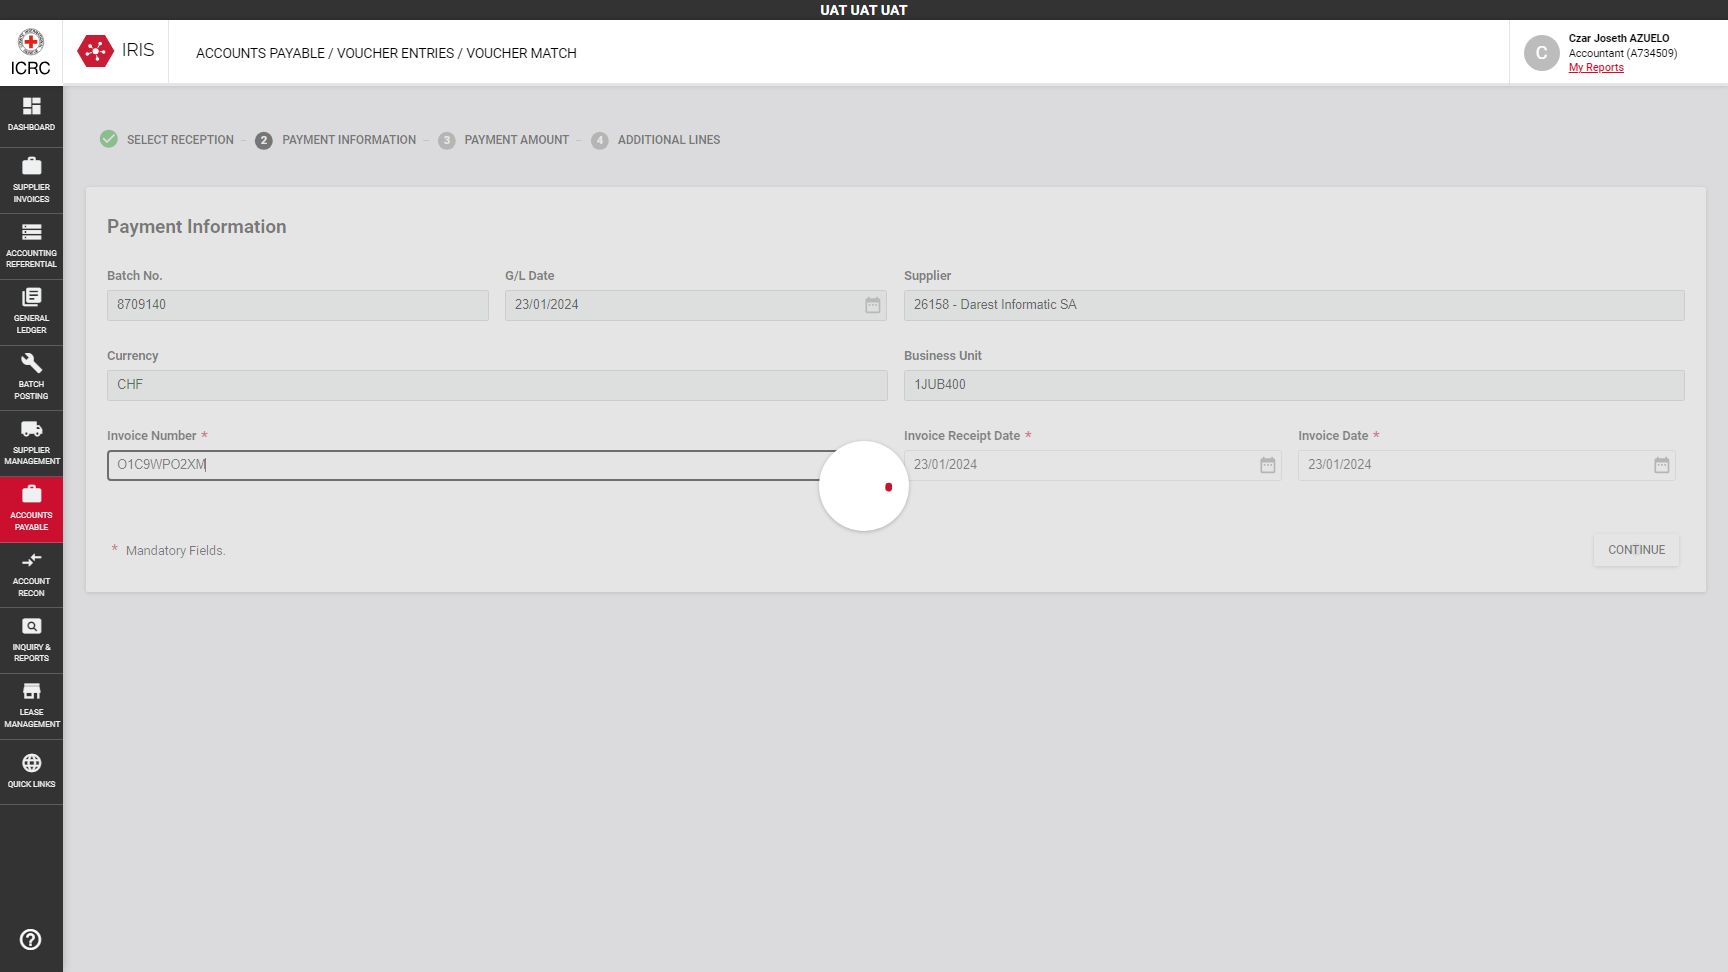 UAT UAT UAT
ICRC
IRIS
ACCOUNTS PAYABLE / VOUCHER ENTRIES / VOUCHER MATCH
C
Czar Joseth AZUELO
Accountant (A734509)
My Reports
DASHBOARD
SUPPLIER
INVOICES
ACCOUNTING
REFERENTIAL
GENERAL
LEDGER
BATCH
POSTING
SUPPLIER
MANAGEMENT
ACCOUNTS
PAYABLE
ACCOUNT
RECON
INQUIRY &
REPORTS
LEASE
MANAGEMENT
QUICK LINKS
SELECT RECEPTION – 2 PAYMENT INFORMATION – 3 PAYMENT AMOUNT – 4 ADDITIONAL LINES
Payment Information
Batch No. G/L Date Supplier
8709140 23/01/2024 26158 - Darest Informatic SA
Currency Business Unit
CHF 1JUB400
Invoice Number * Invoice Receipt Date * Invoice Date *
O1C9WPO2XM 23/01/2024 23/01/2024
* Mandatory Fields.
CONTINUE